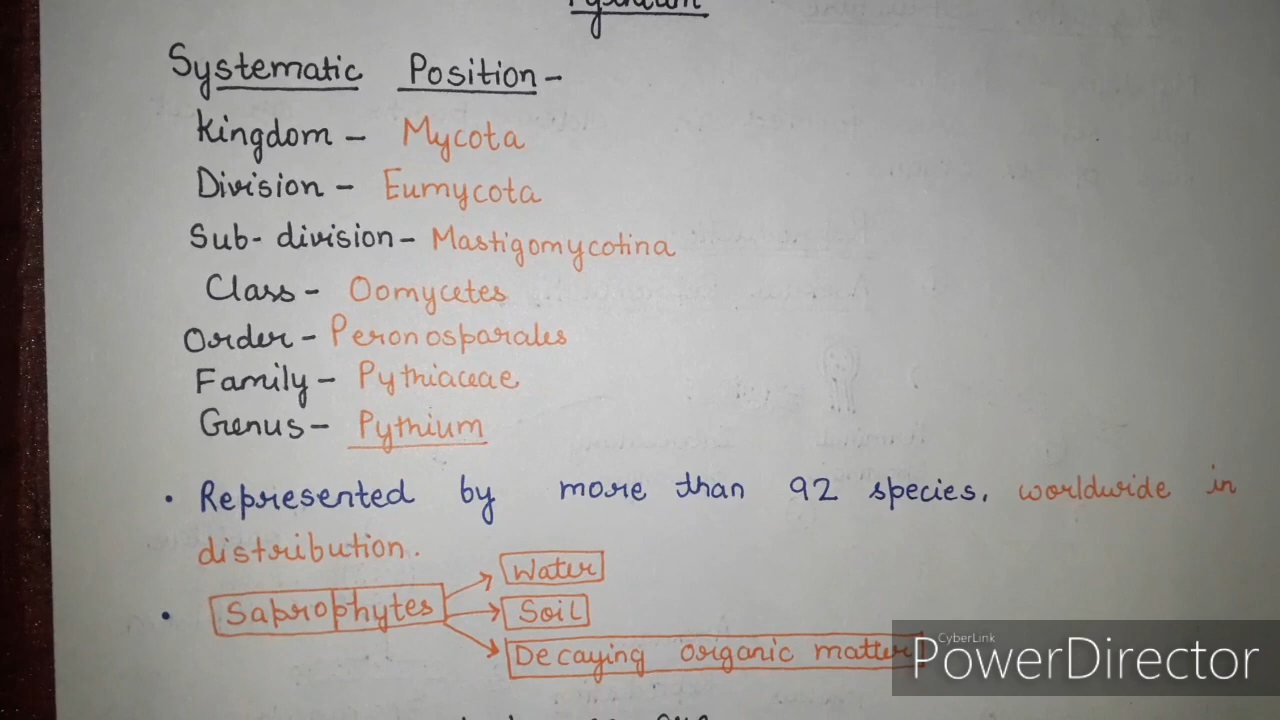 Pythium
Systematic Position -
Kingdom - Mycota
Division - Eumycota
Sub-division - Mastigomycotina
Class - Oomycetes
Order - Peronosparales
Family - Pythiaceae
Genus - Pythium
• Represented by more than 92 species. worldwide in
distribution.
Water
• Saprophytes
Soil
Decaying organic matter
CyberLink
PowerDirector